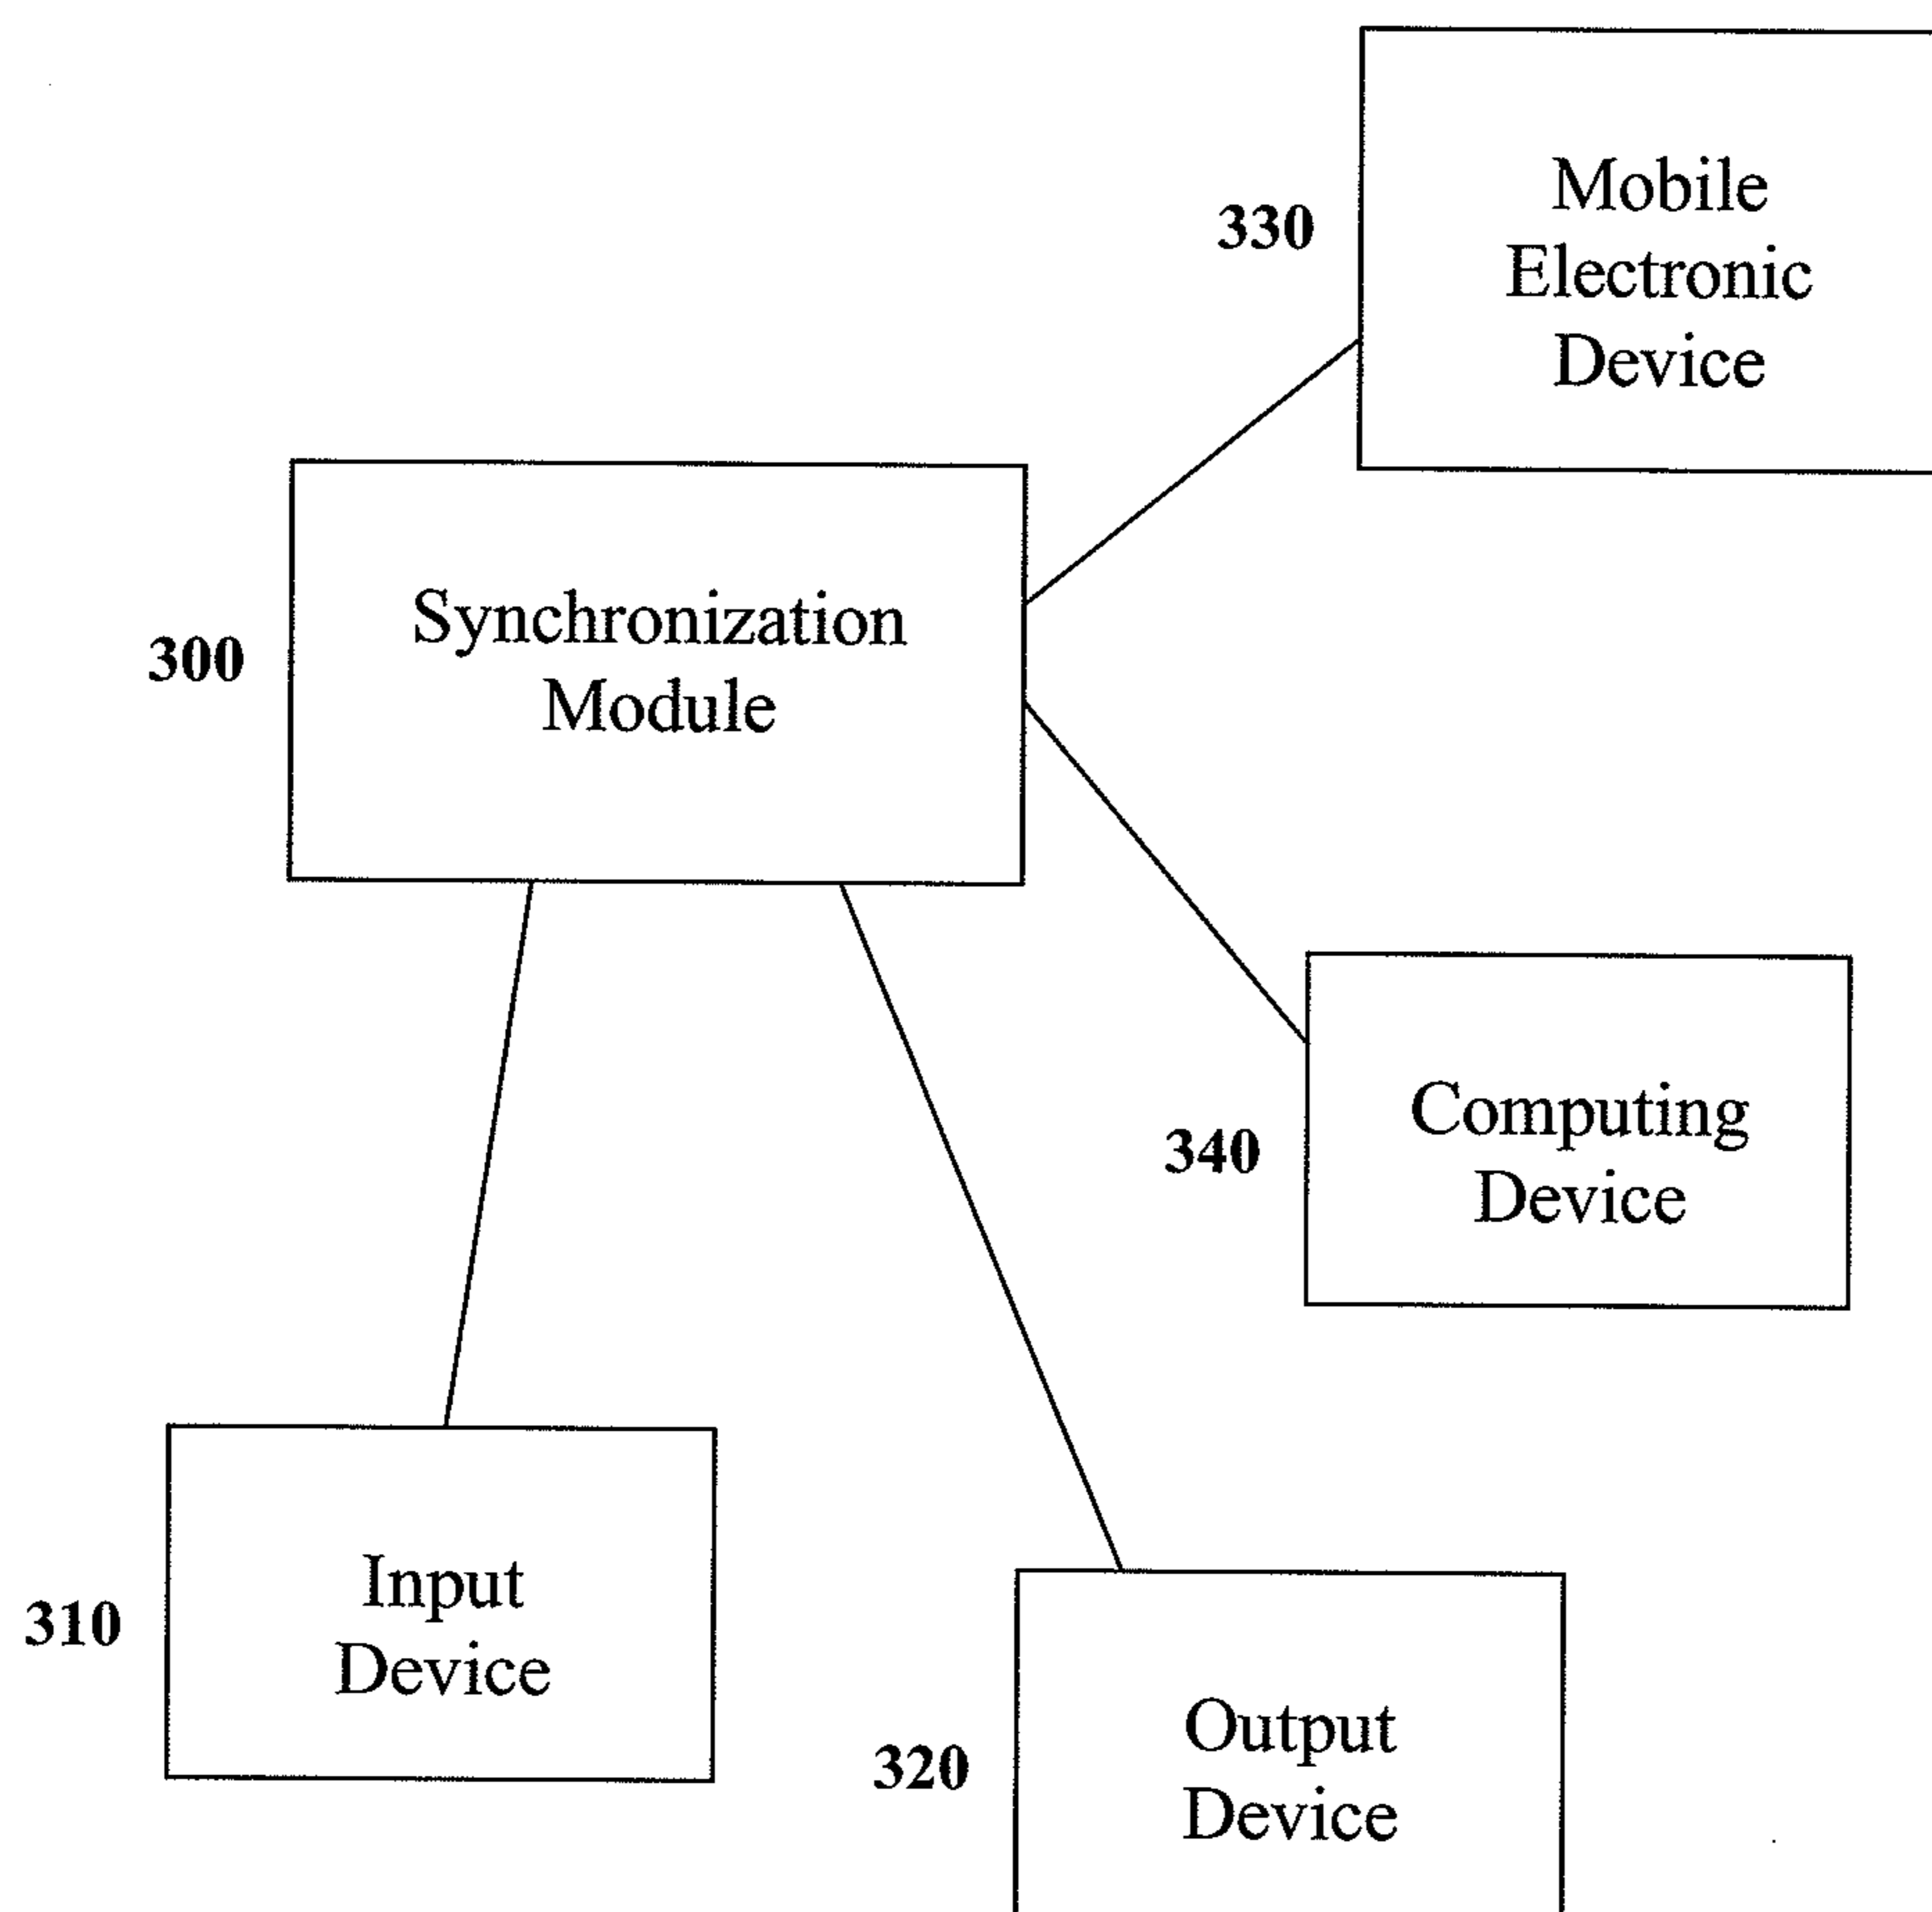 330
Mobile
Electronic
Device
300
Synchronization
Module
340
Computing
Device
310
Input
Device
320
Output
Device